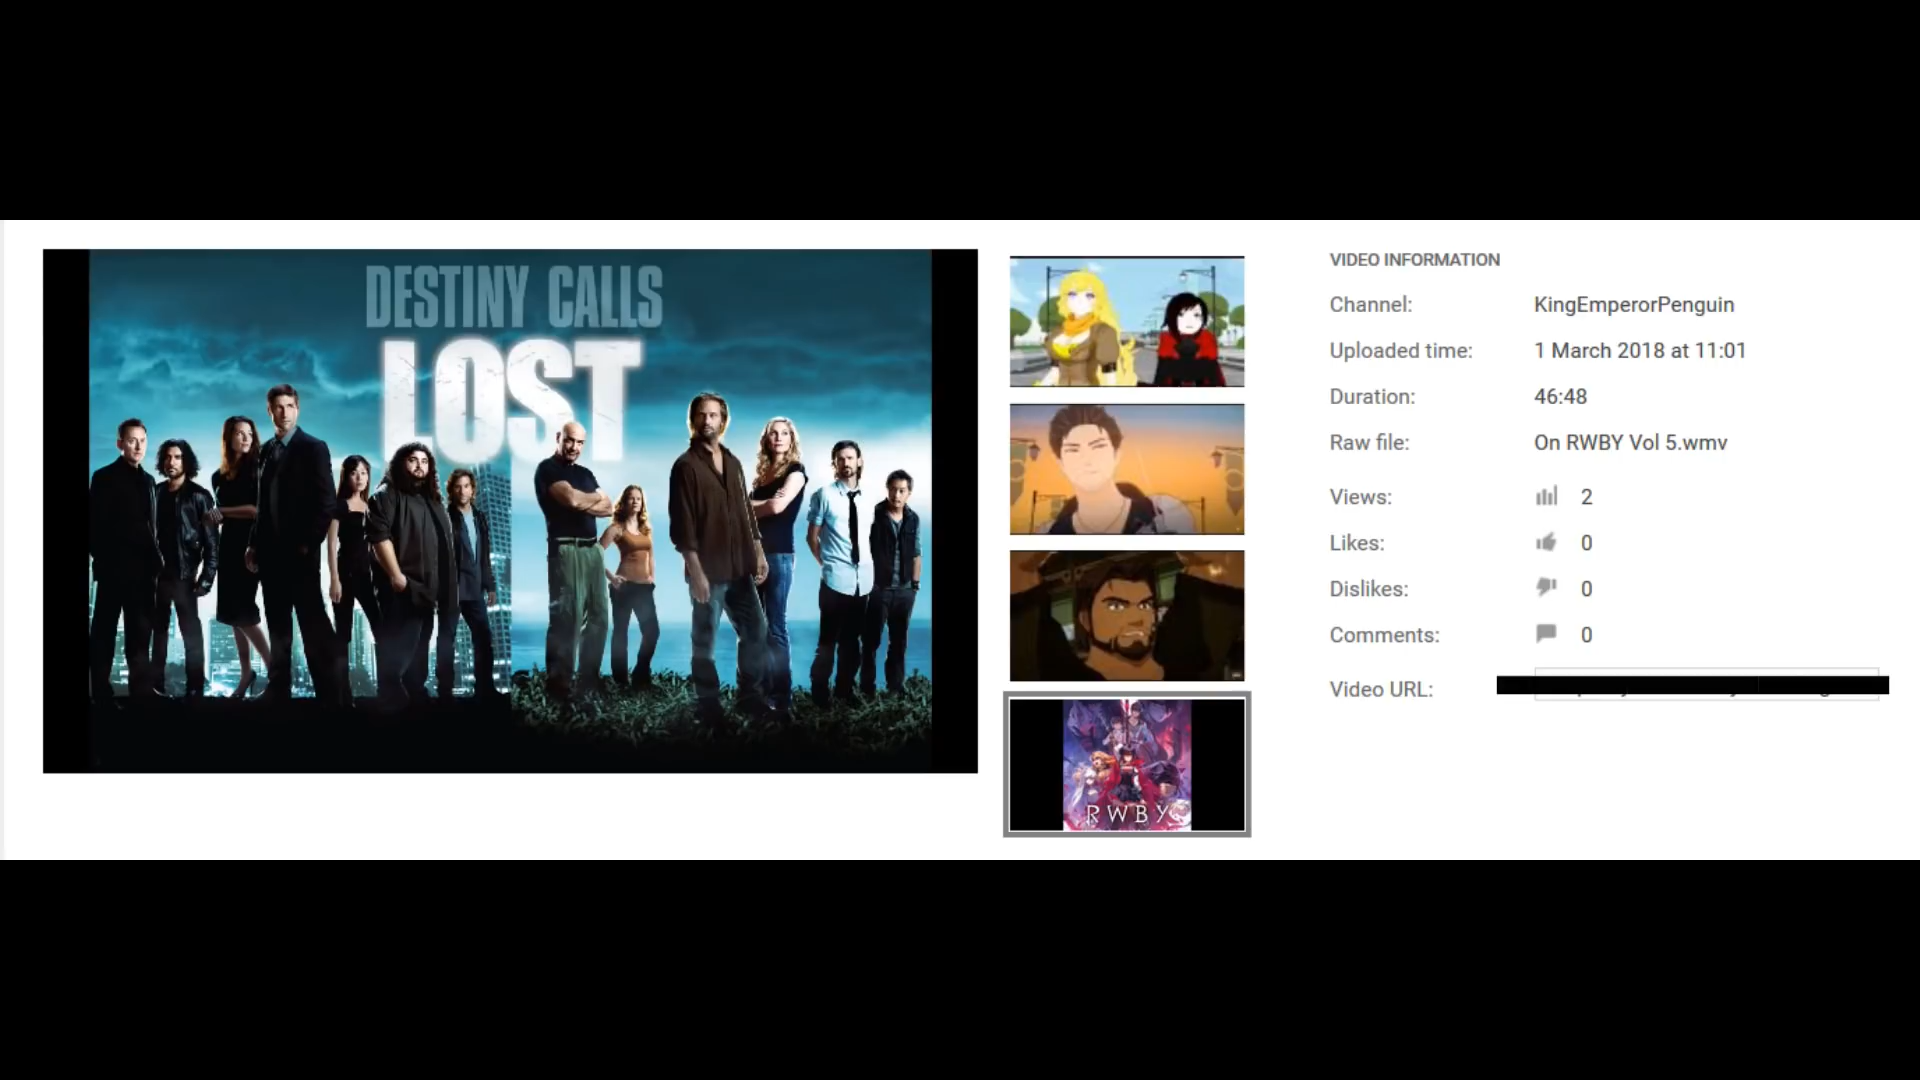 DESTINY CALLS
LOST
RWBY
VIDEO INFORMATION
Channel: KingEmperorPenguin
Uploaded time: 1 March 2018 at 11:01
Duration: 46:48
Raw file: On RWBY Vol 5.wmv
Views: 2
Likes: 0
Dislikes: 0
Comments: 0
Video URL: